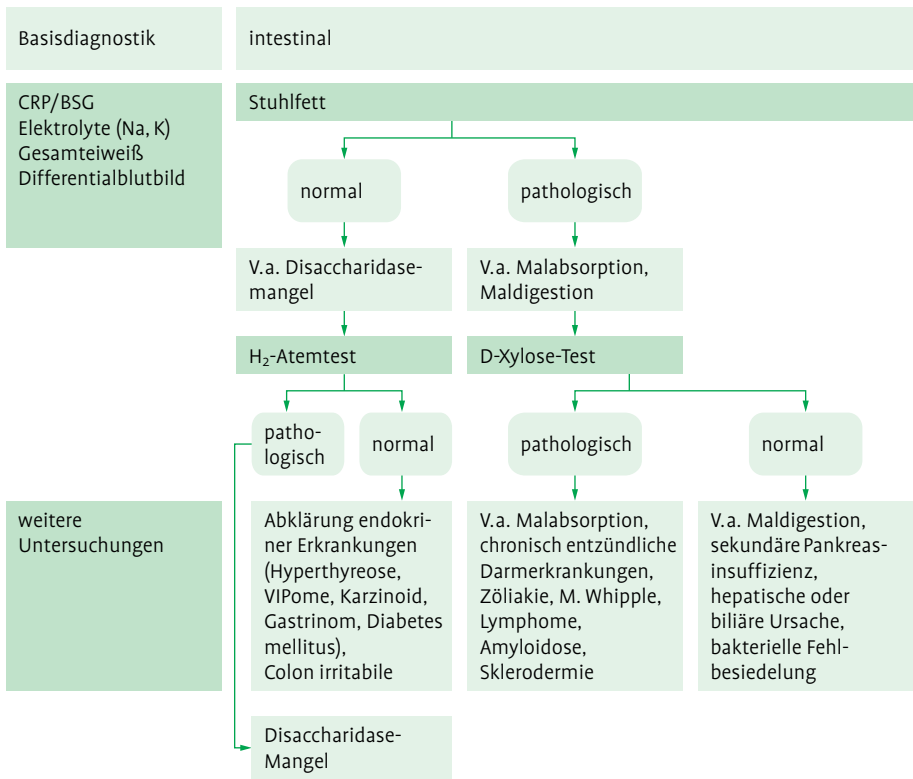 Basisdiagnostik
intestinal
CRP/BSG
Elektrolyte (Na, K)
Gesamteiweiß
Differentialblutbild
Stuhlfett
normal
pathologisch
V.a. Disaccharidase-
mangel
V.a. Malabsorption,
Maldigestion
H₂-Atemtest
D-Xylose-Test
patho-
logisch
normal
pathologisch
normal
weitere
Untersuchungen
Abklärung endokri-
ner Erkrankungen
(Hyperthyreose,
VIPome, Karzinoid,
Gastrinom, Diabetes
mellitus),
Colon irritabile
V.a. Malabsorption,
chronisch entzündliche
Darmerkrankungen,
Zöliakie, M. Whipple,
Lymphome,
Amyloidose,
Sklerodermie
V.a. Maldigestion,
sekundäre Pankreas-
insuffizienz,
hepatische oder
biliäre Ursache,
bakterielle Fehl-
besiedelung
Disaccharidase-
Mangel